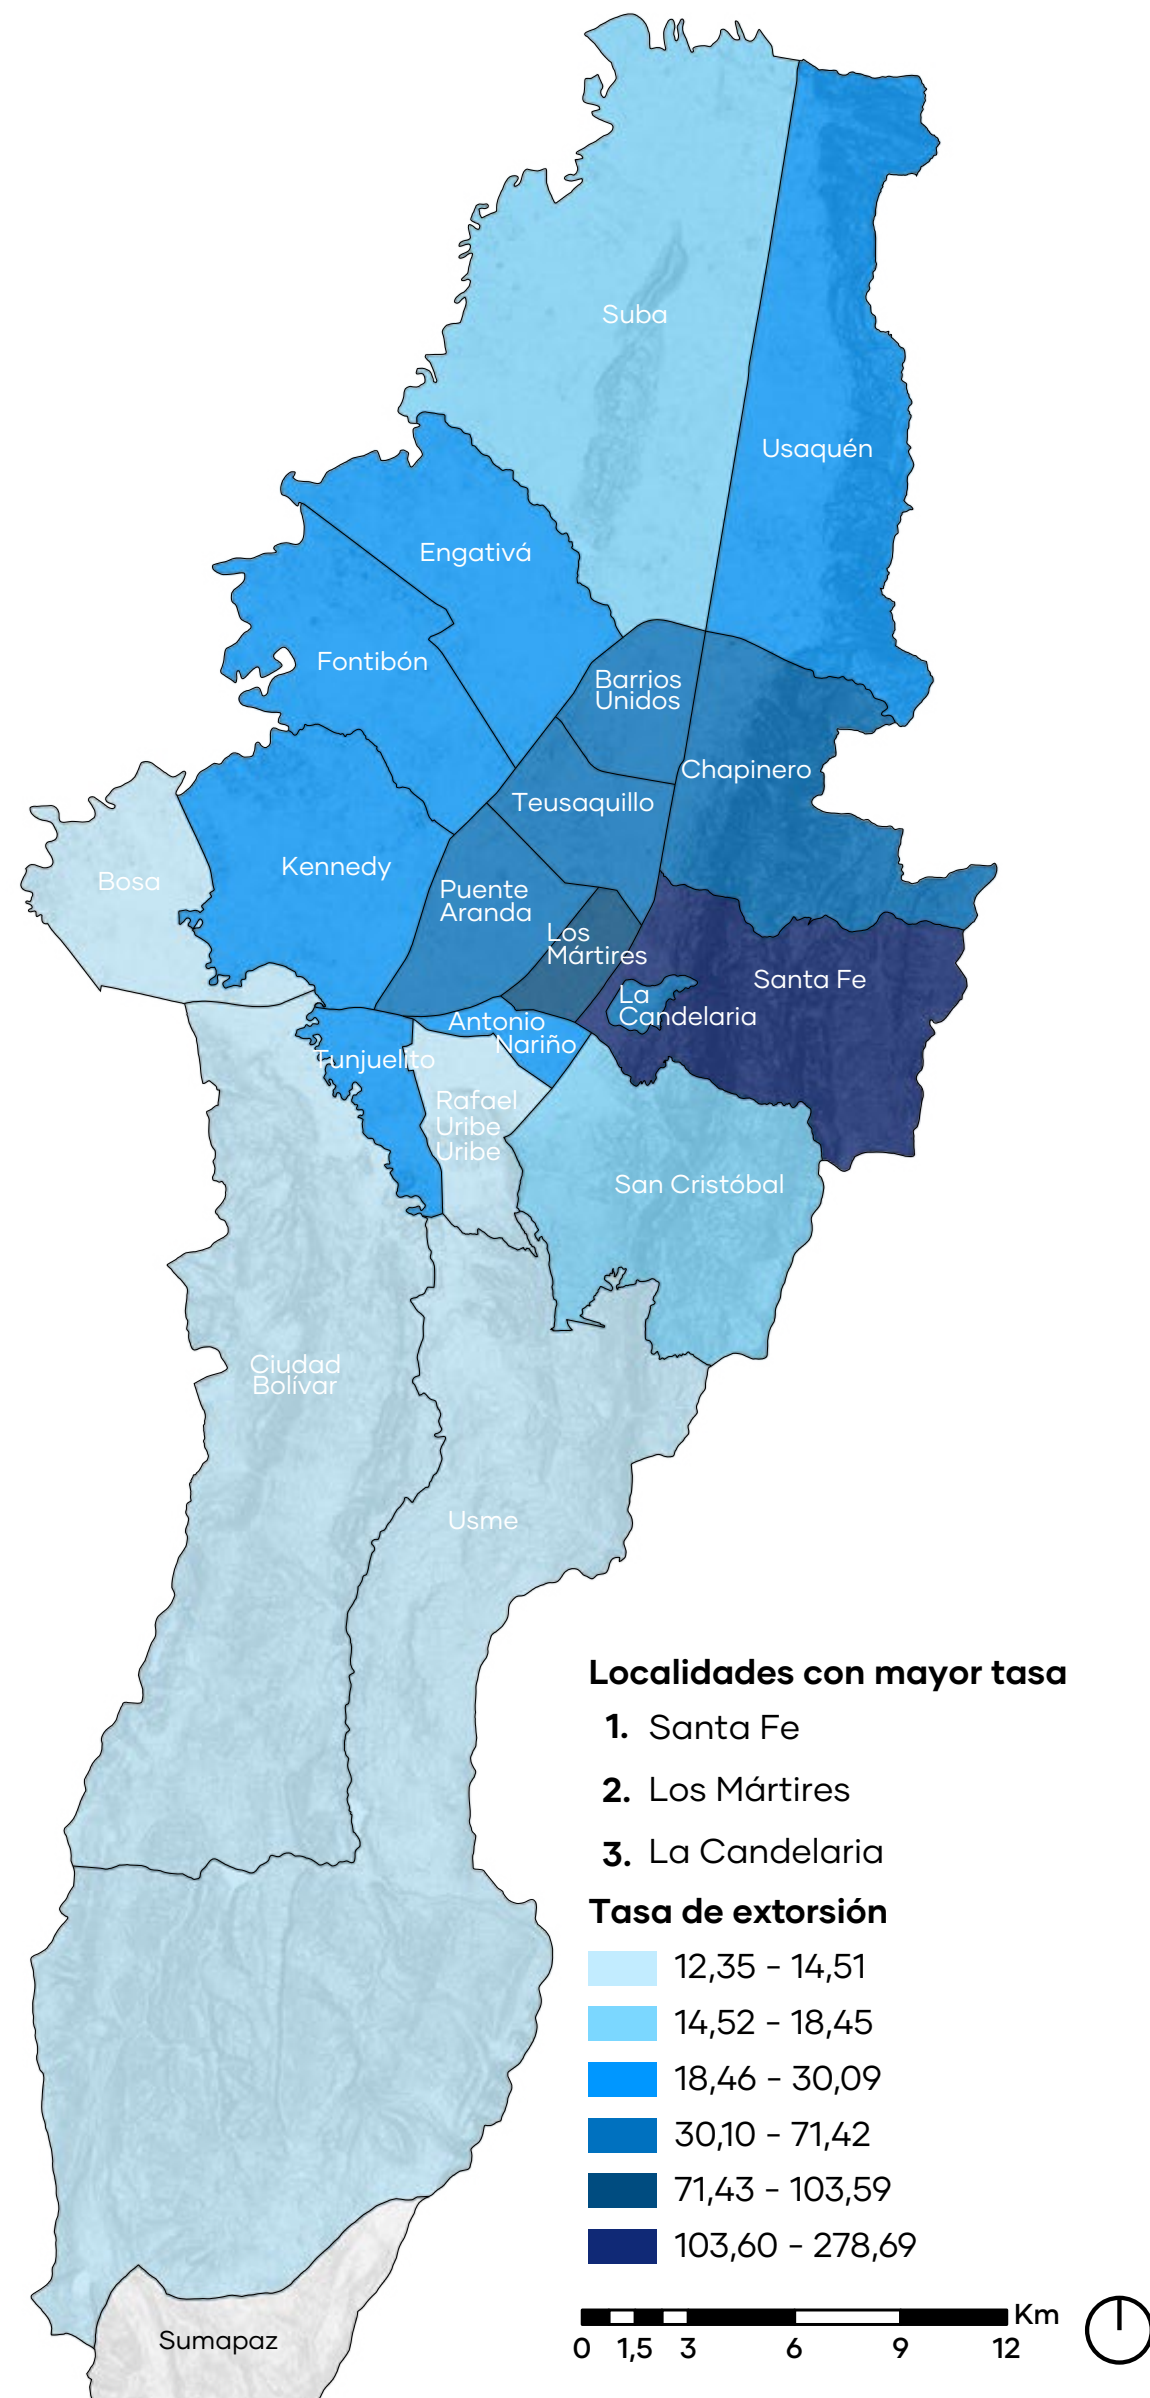 Suba
Usaquén
Engativá
Fontibón
Barrios
Unidos
Chapinero
Teusaquillo
Kennedy
Bosa
Puente
Aranda
Los
Mártires
Santa Fe
La
Candelaria
Antonio
Nariño
Tunjuelito
Rafael
Uribe
Uribe
San Cristóbal
Ciudad
Bolívar
Usme
Sumapaz
Localidades con mayor tasa
1. Santa Fe
2. Los Mártires
3. La Candelaria
Tasa de extorsión
12,35 - 14,51
14,52 - 18,45
18,46 - 30,09
30,10 - 71,42
71,43 - 103,59
103,60 - 278,69
Km
0 1,5 3 6 9 12